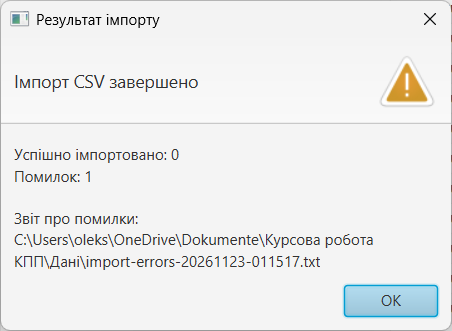 Результат імпорту
Імпорт CSV завершено
Успішно імпортовано: 0
Помилок: 1
Звіт про помилки:
C:\Users\oleks\OneDrive\Dokumente\Курсова робота
КПП\Дані\import-errors-20261123-011517.txt
OK